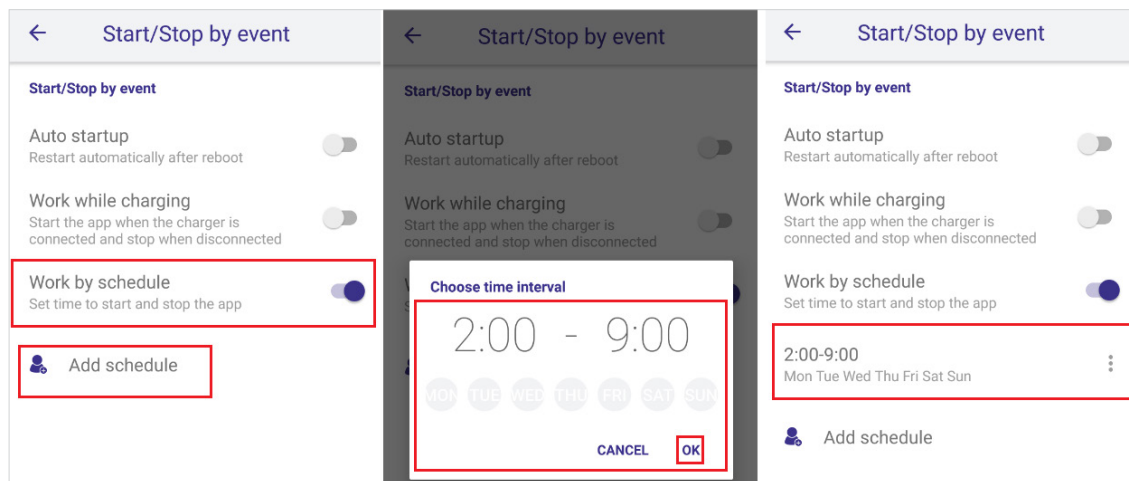 Start/Stop by event
Start/Stop by event
Auto startup
Restart automatically after reboot
Work while charging
Start the app when the charger is
connected and stop when disconnected
Work by schedule
Set time to start and stop the app
Add schedule
Start/Stop by event
Start/Stop by event
Auto startup
Restart automatically after reboot
Work while charging
Start the app when the charger is
connected and stop when disconnected
Choose time interval
2:00 - 9:00
MON TUE WED THU FRI SAT SUN
CANCEL OK
Start/Stop by event
Start/Stop by event
Auto startup
Restart automatically after reboot
Work while charging
Start the app when the charger is
connected and stop when disconnected
Work by schedule
Set time to start and stop the app
2:00-9:00
Mon Tue Wed Thu Fri Sat Sun
Add schedule